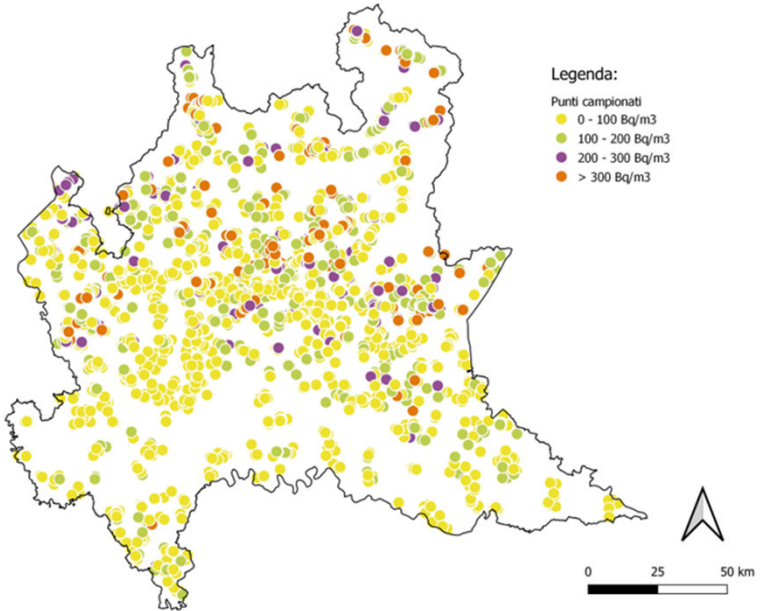 Legenda:
Punti campionati
0 - 100 Bq/m3
100 - 200 Bq/m3
200 - 300 Bq/m3
> 300 Bq/m3
0 25 50 km